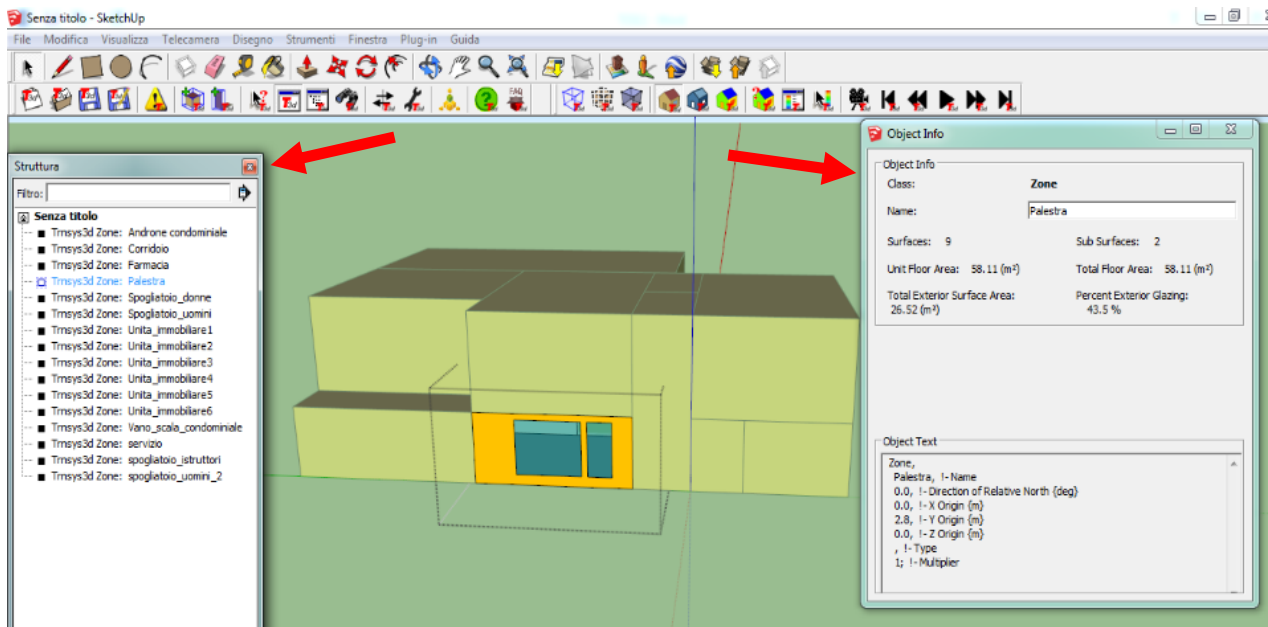 Senza titolo - SketchUp
File Modifica Visualizza Telecamera Disegno Strumenti Finestra Plug-in Guida
FAQ
Struttura
Filtro:
Senza titolo
Trnsys3d Zone: Androne condominiale
Trnsys3d Zone: Corridoio
Trnsys3d Zone: Farmacia
Trnsys3d Zone: Palestra
Trnsys3d Zone: Spogliatoio_donne
Trnsys3d Zone: Spogliatoio_uomini
Trnsys3d Zone: Unita_immobiliare1
Trnsys3d Zone: Unita_immobiliare2
Trnsys3d Zone: Unita_immobiliare3
Trnsys3d Zone: Unita_immobiliare4
Trnsys3d Zone: Unita_immobiliare5
Trnsys3d Zone: Unita_immobiliare6
Trnsys3d Zone: Vano_scala_condominiale
Trnsys3d Zone: servizio
Trnsys3d Zone: spogliatoio_istruttori
Trnsys3d Zone: spogliatoio_uomini_2
Object Info
Object Info
Class: Zone
Name: Palestra
Surfaces: 9 Sub Surfaces: 2
Unit Floor Area: 58.11 (m²) Total Floor Area: 58.11 (m²)
Total Exterior Surface Area: Percent Exterior Glazing:
26.52 (m²) 43.5 %
Object Text
Zone,
Palestra, !- Name
0.0, !- Direction of Relative North {deg}
0.0, !- X Origin {m}
2.8, !- Y Origin {m}
0.0, !- Z Origin {m}
, !- Type
1; !- Multiplier